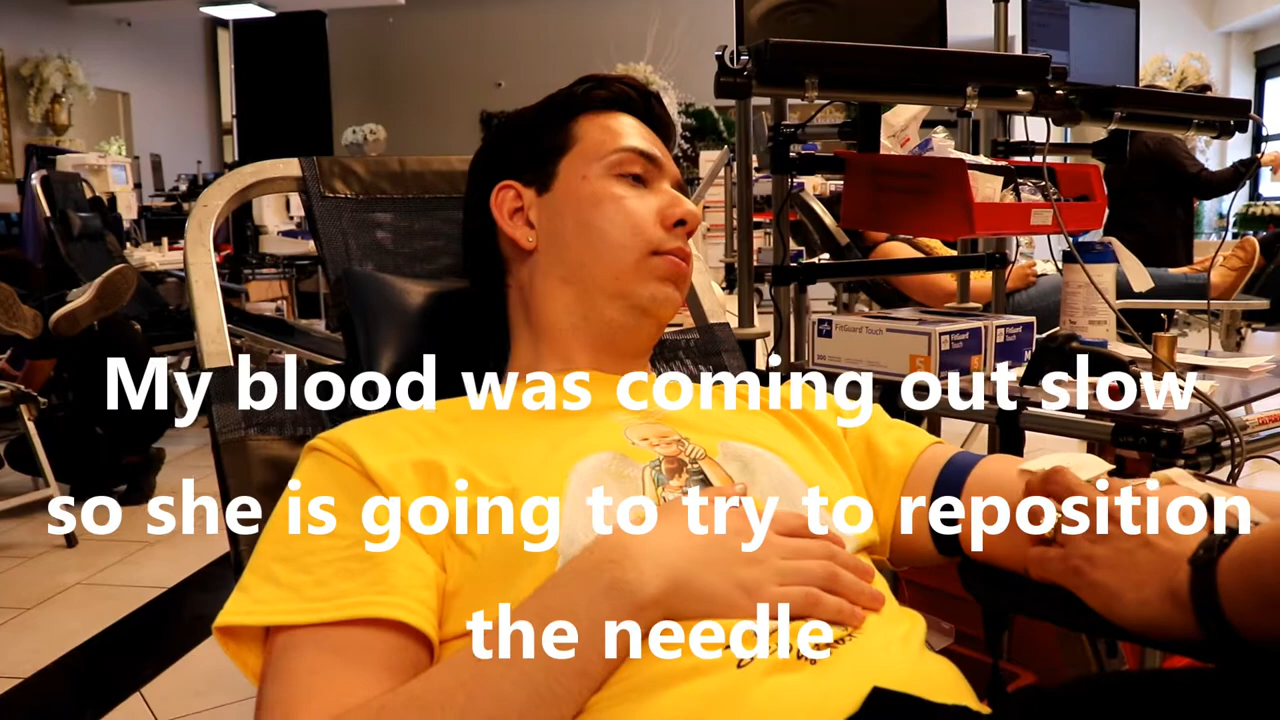 FitGuard Touch
FitGuard
Touch
300
S
My blood was coming out slow
so she is going to try to reposition
the needle